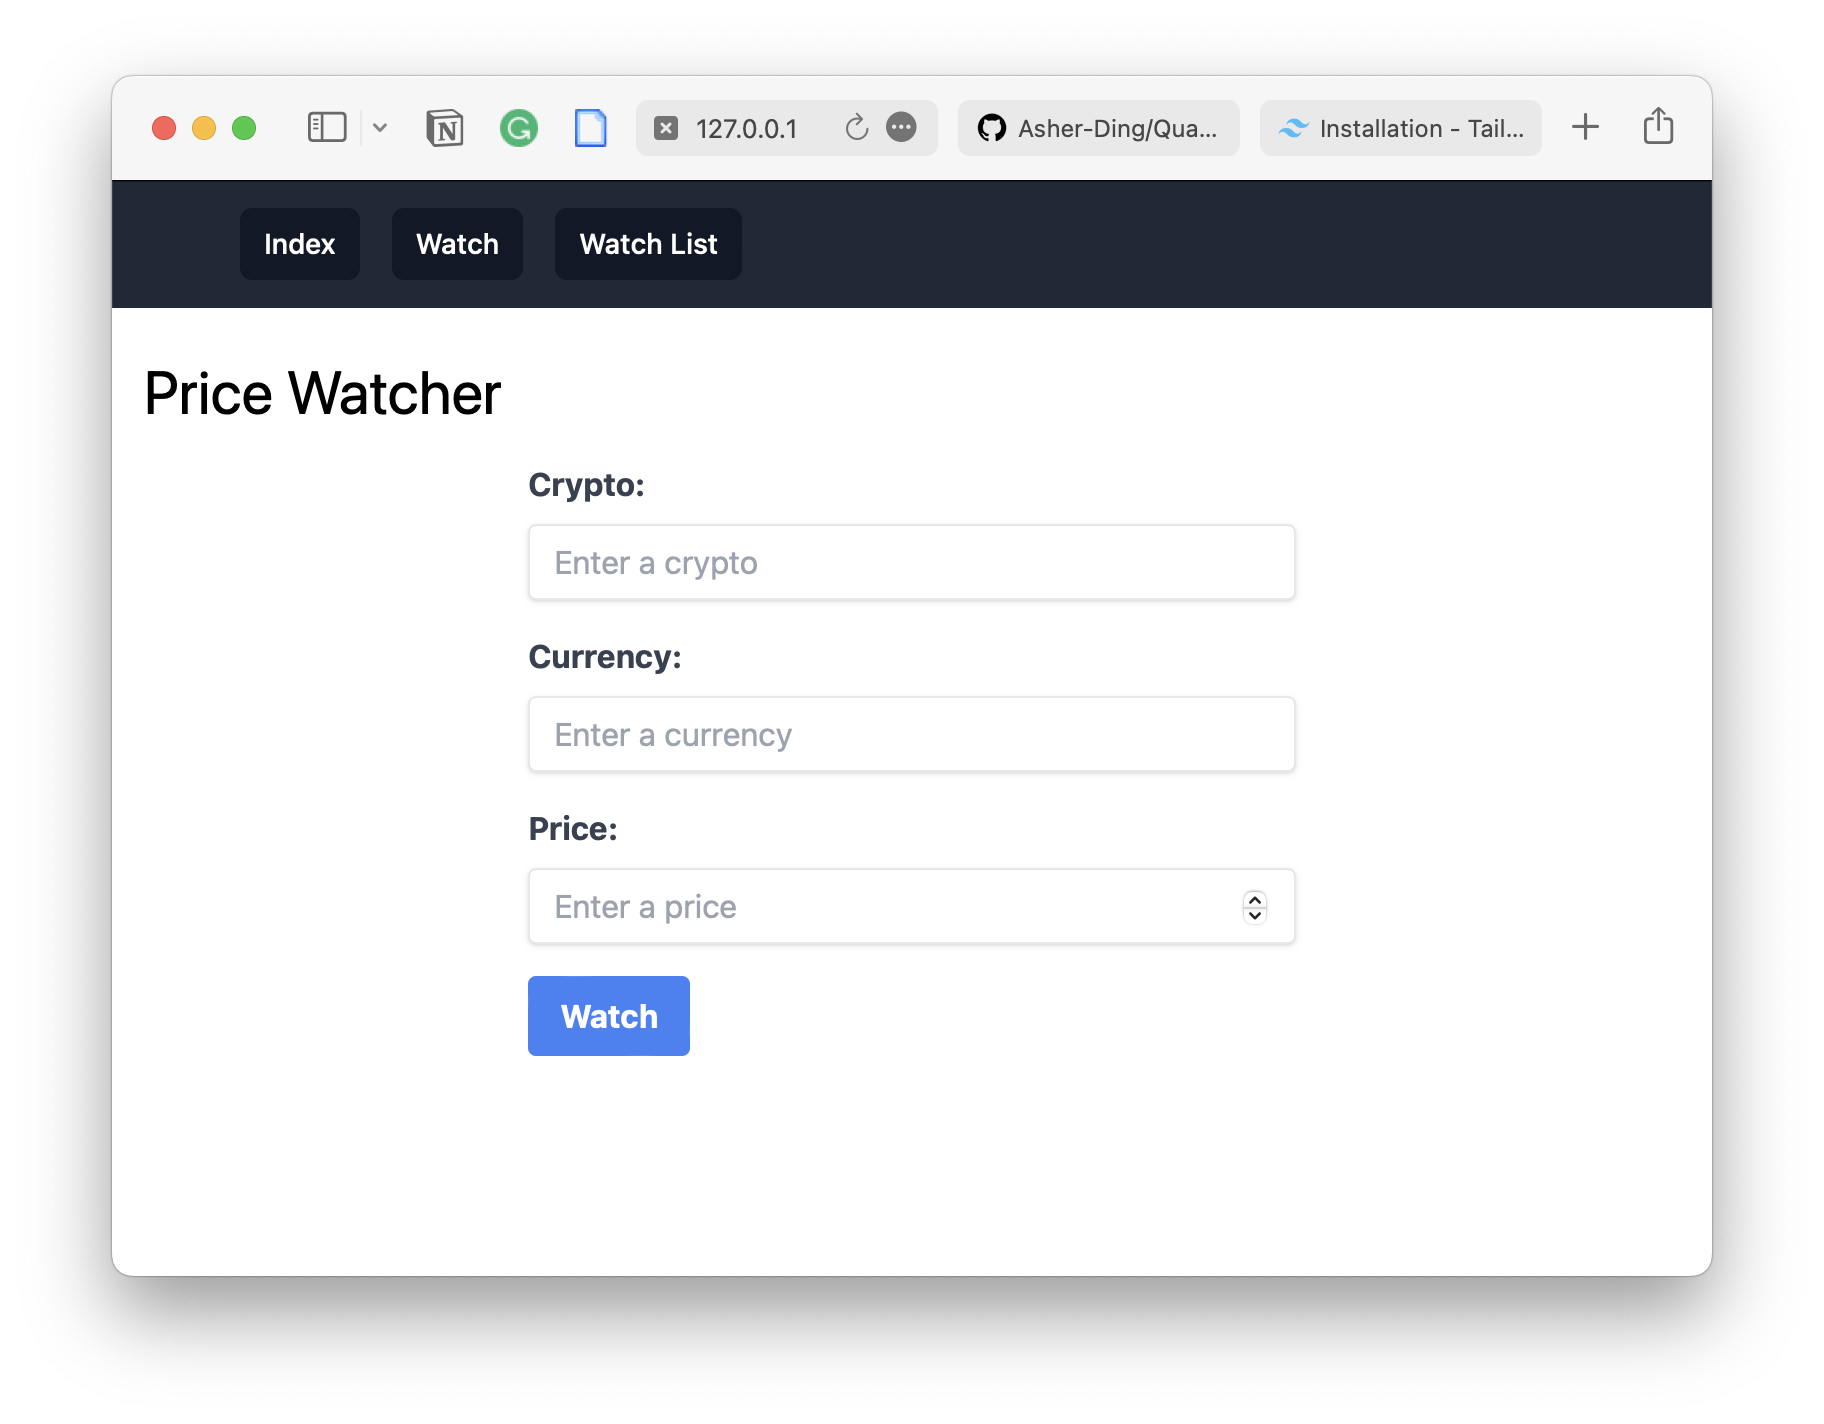 127.0.0.1 Asher-Ding/Qua... Installation - Tail...
Index Watch Watch List
Price Watcher
Crypto:
Enter a crypto
Currency:
Enter a currency
Price:
Enter a price
Watch